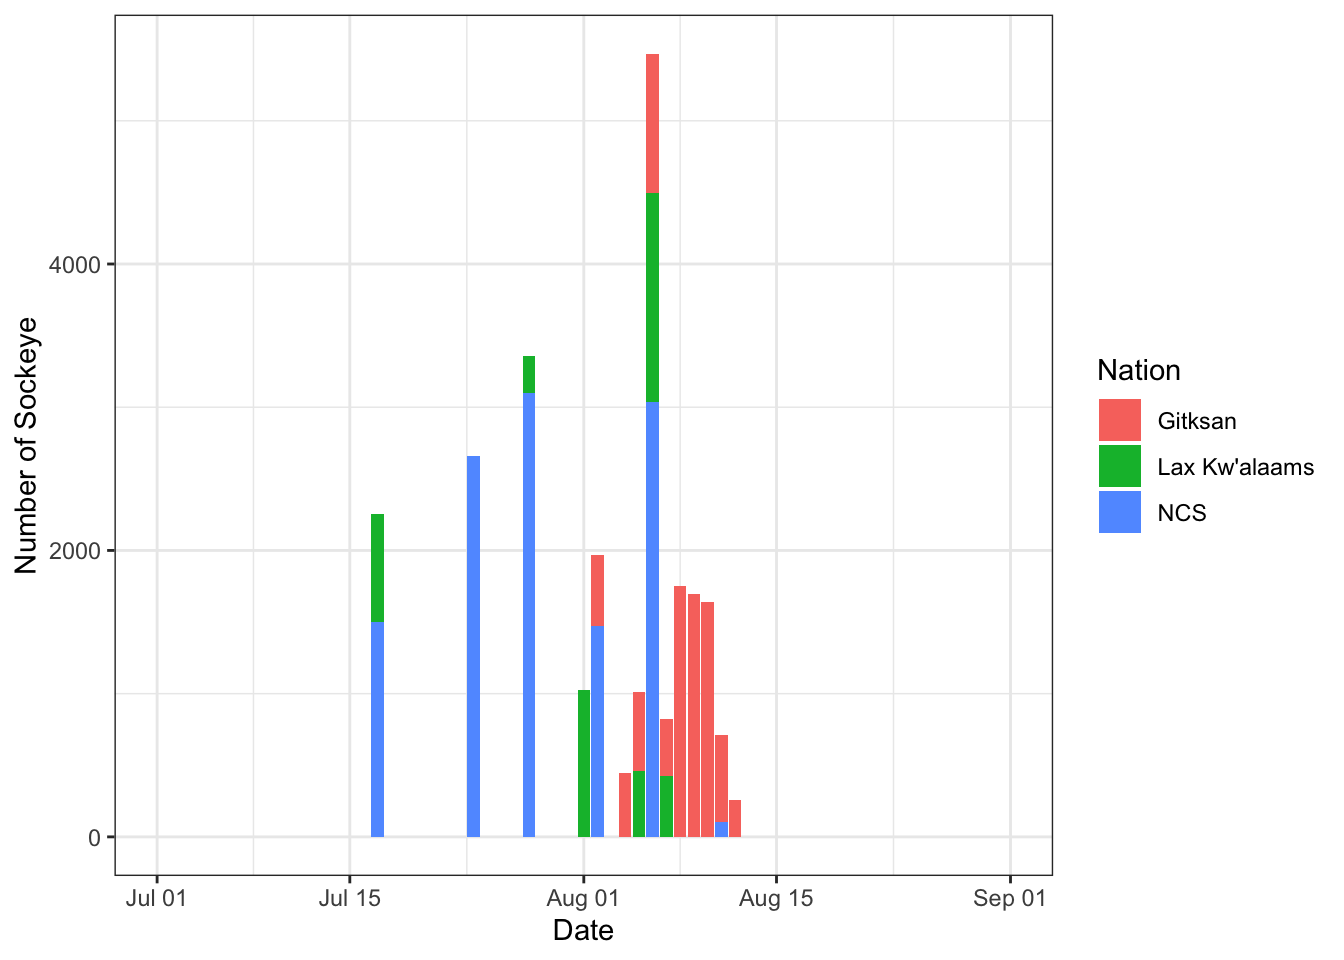 Number of Sockeye
4000
2000
0
Jul 01
Jul 15
Aug 01
Aug 15
Sep 01
Date
Nation
Gitksan
Lax Kw'alaams
NCS